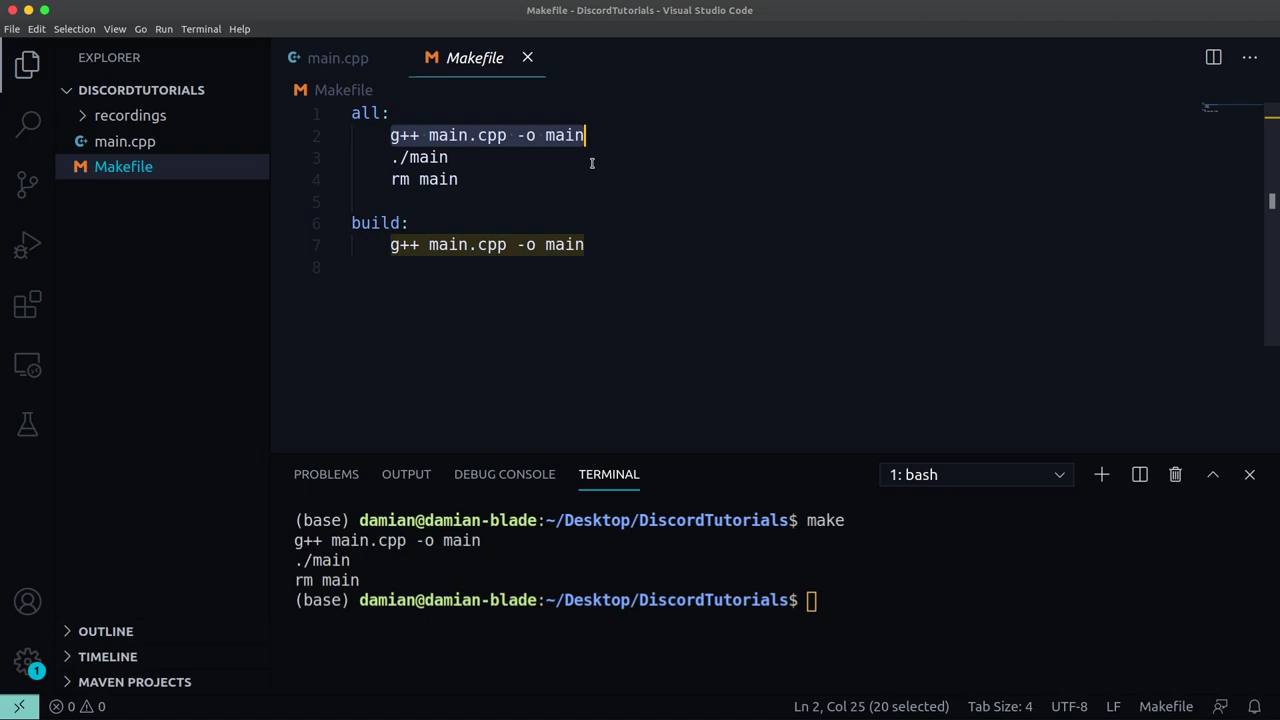 Makefile - DiscordTutorials - Visual Studio Code
File Edit Selection View Go Run Terminal Help
EXPLORER
DISCORDTUTORIALS
recordings
main.cpp
Makefile
OUTLINE
TIMELINE
MAVEN PROJECTS
1
main.cpp Makefile
Makefile
1 all:
2 g++ main.cpp -o main
3 ./main
4 rm main
5
6 build:
7 g++ main.cpp -o main
8
PROBLEMS OUTPUT DEBUG CONSOLE TERMINAL 1: bash
(base) damian@damian-blade:~/Desktop/DiscordTutorials$ make
g++ main.cpp -o main
./main
rm main
(base) damian@damian-blade:~/Desktop/DiscordTutorials$
0 0 Ln 2, Col 25 (20 selected) Tab Size: 4 UTF-8 LF Makefile